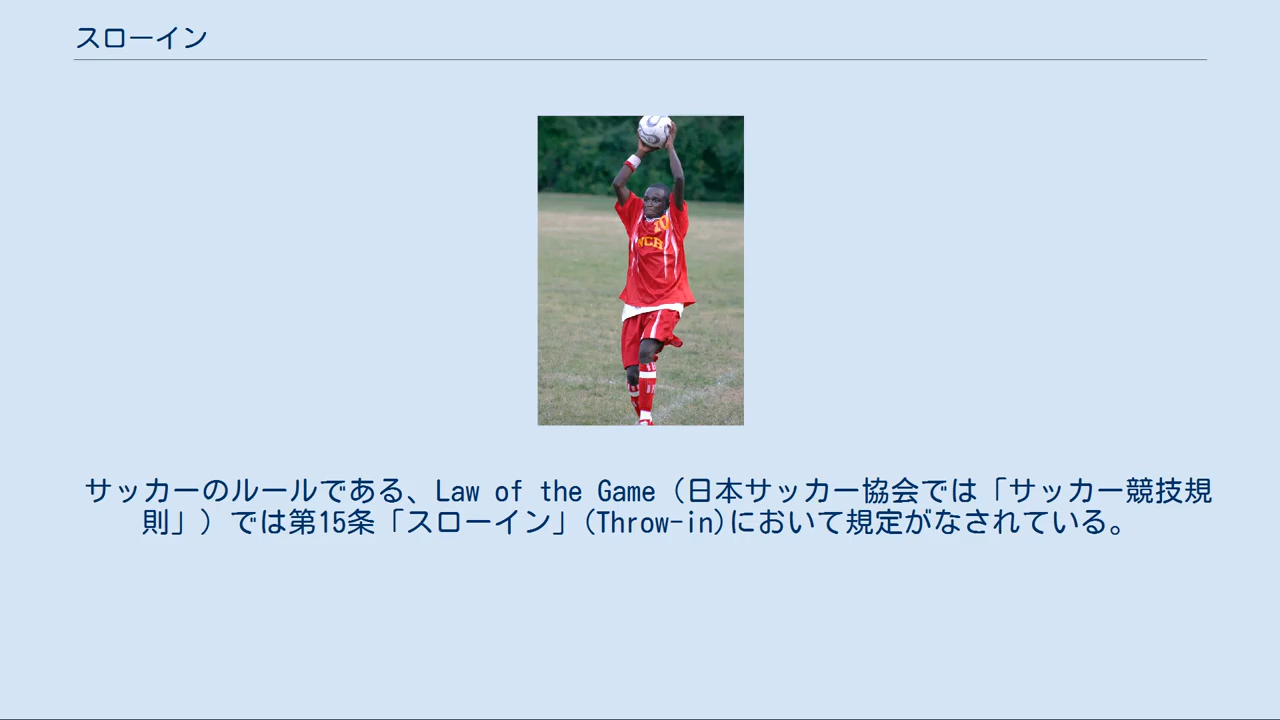 スローイン
10
NCB
サッカーのルールである、Law of the Game（日本サッカー協会では「サッカー競技規
則」）では第15条「スローイン」(Throw-in)において規定がなされている。